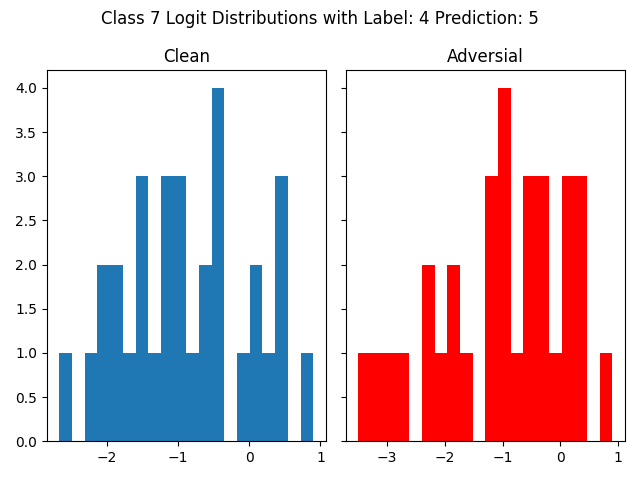 Class 7 Logit Distributions with Label: 4 Prediction: 5
Clean
Adversial
4.0
3.5
3.0
2.5
2.0
1.5
1.0
0.5
0.0
−2 −1 0 1
−3 −2 −1 0 1